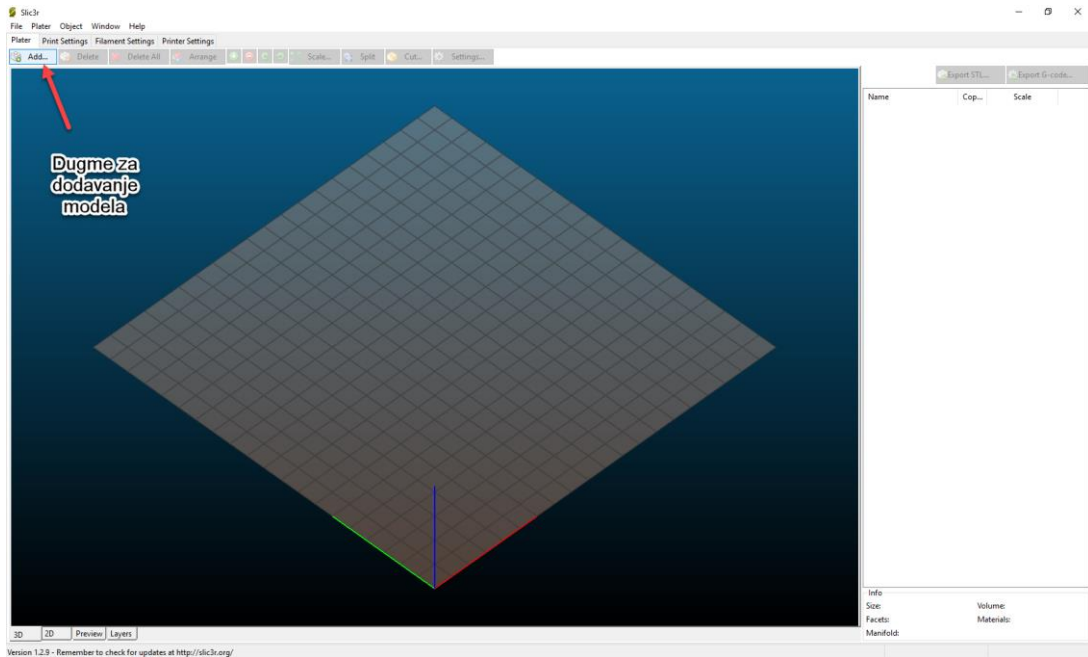 Slic3r
File Plater Object Window Help
Plater Print Settings Filament Settings Printer Settings
Add... Delete Delete All Arrange Scale... Split Cut... Settings...
Export STL... Export G-code...
Name Cop... Scale
Dugme za
dodavanje
modela
Info
Size: Volume:
Facets: Materials:
Manifold:
3D 2D Preview Layers
Version 1.2.9 - Remember to check for updates at http://slic3r.org/